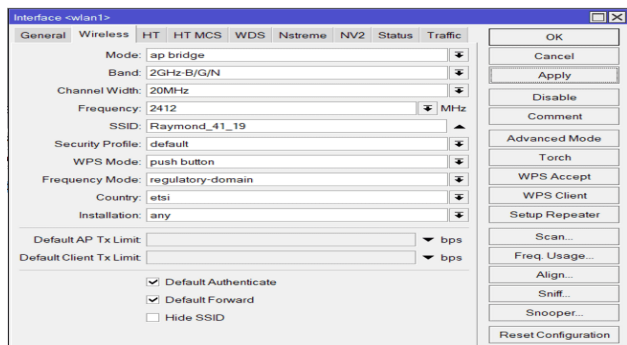 Interface <wlan1>
General Wireless HT HT MCS WDS Nstreme NV2 Status Traffic
Mode: ap bridge
Band: 2GHz-B/G/N
Channel Width: 20MHz
Frequency: 2412 MHz
SSID: Raymond_41_19
Security Profile: default
WPS Mode: push button
Frequency Mode: regulatory-domain
Country: etsi
Installation: any
Default AP Tx Limit: bps
Default Client Tx Limit: bps
Default Authenticate
Default Forward
Hide SSID
OK
Cancel
Apply
Disable
Comment
Advanced Mode
Torch
WPS Accept
WPS Client
Setup Repeater
Scan...
Freq. Usage...
Align...
Sniff...
Snooper...
Reset Configuration